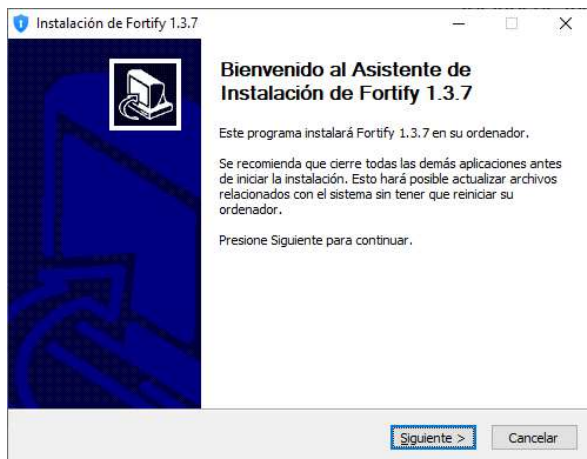 Instalación de Fortify 1.3.7
Bienvenido al Asistente de
Instalación de Fortify 1.3.7
Este programa instalará Fortify 1.3.7 en su ordenador.
Se recomienda que cierre todas las demás aplicaciones antes
de iniciar la instalación. Esto hará posible actualizar archivos
relacionados con el sistema sin tener que reiniciar su
ordenador.
Presione Siguiente para continuar.
Siguiente >
Cancelar